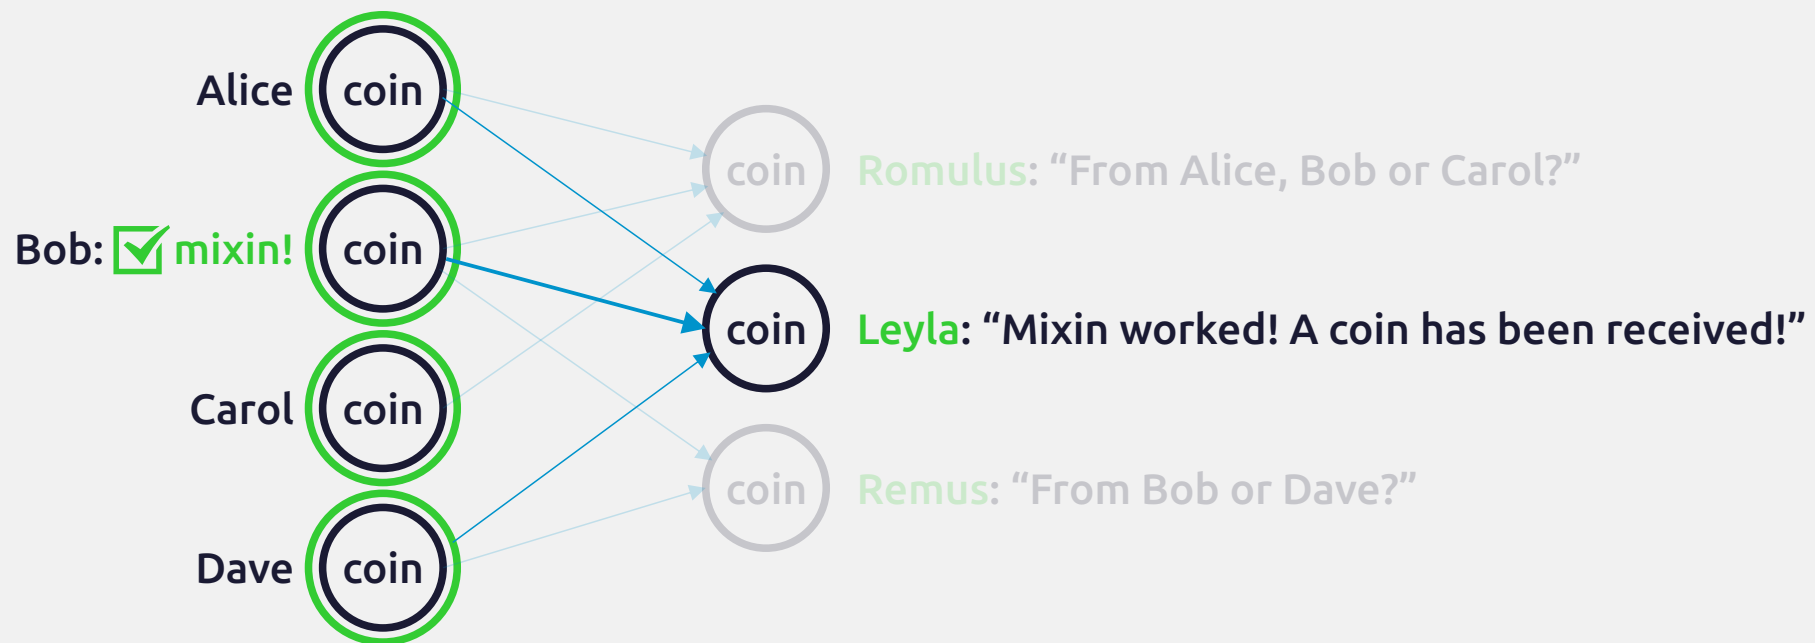 Alice coin
coin Romulus: “From Alice, Bob or Carol?”
Bob: mixin! coin
coin Leyla: “Mixin worked! A coin has been received!”
Carol coin
coin Remus: “From Bob or Dave?”
Dave coin